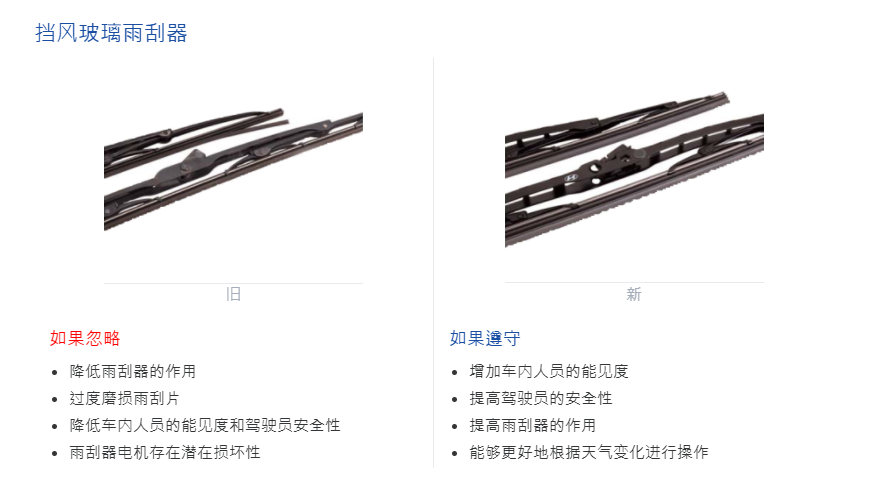 挡风玻璃雨刮器
旧
新
如果忽略
降低雨刮器的作用
过度磨损雨刮片
降低车内人员的能见度和驾驶员安全性
雨刮器电机存在潜在损坏性
如果遵守
增加车内人员的能见度
提高驾驶员的安全性
提高雨刮器的作用
能够更好地根据天气变化进行操作